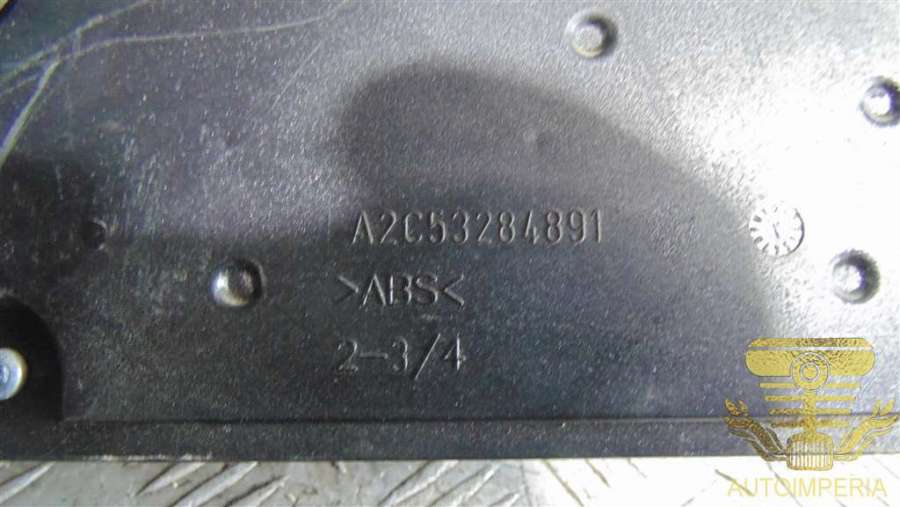 A2C53284891
>ABS<
2-3/4
AUTOIMPERIA